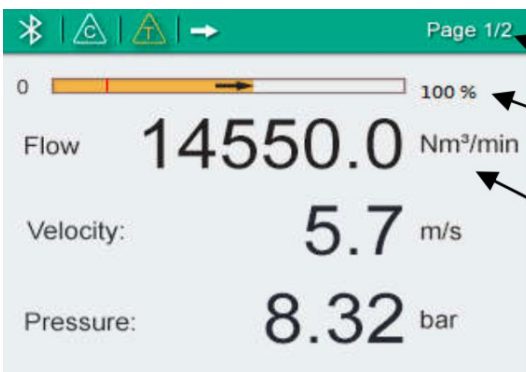 C T Page 1/2
0 100 %
Flow 14550.0 Nm³/min
Velocity: 5.7 m/s
Pressure: 8.32 bar